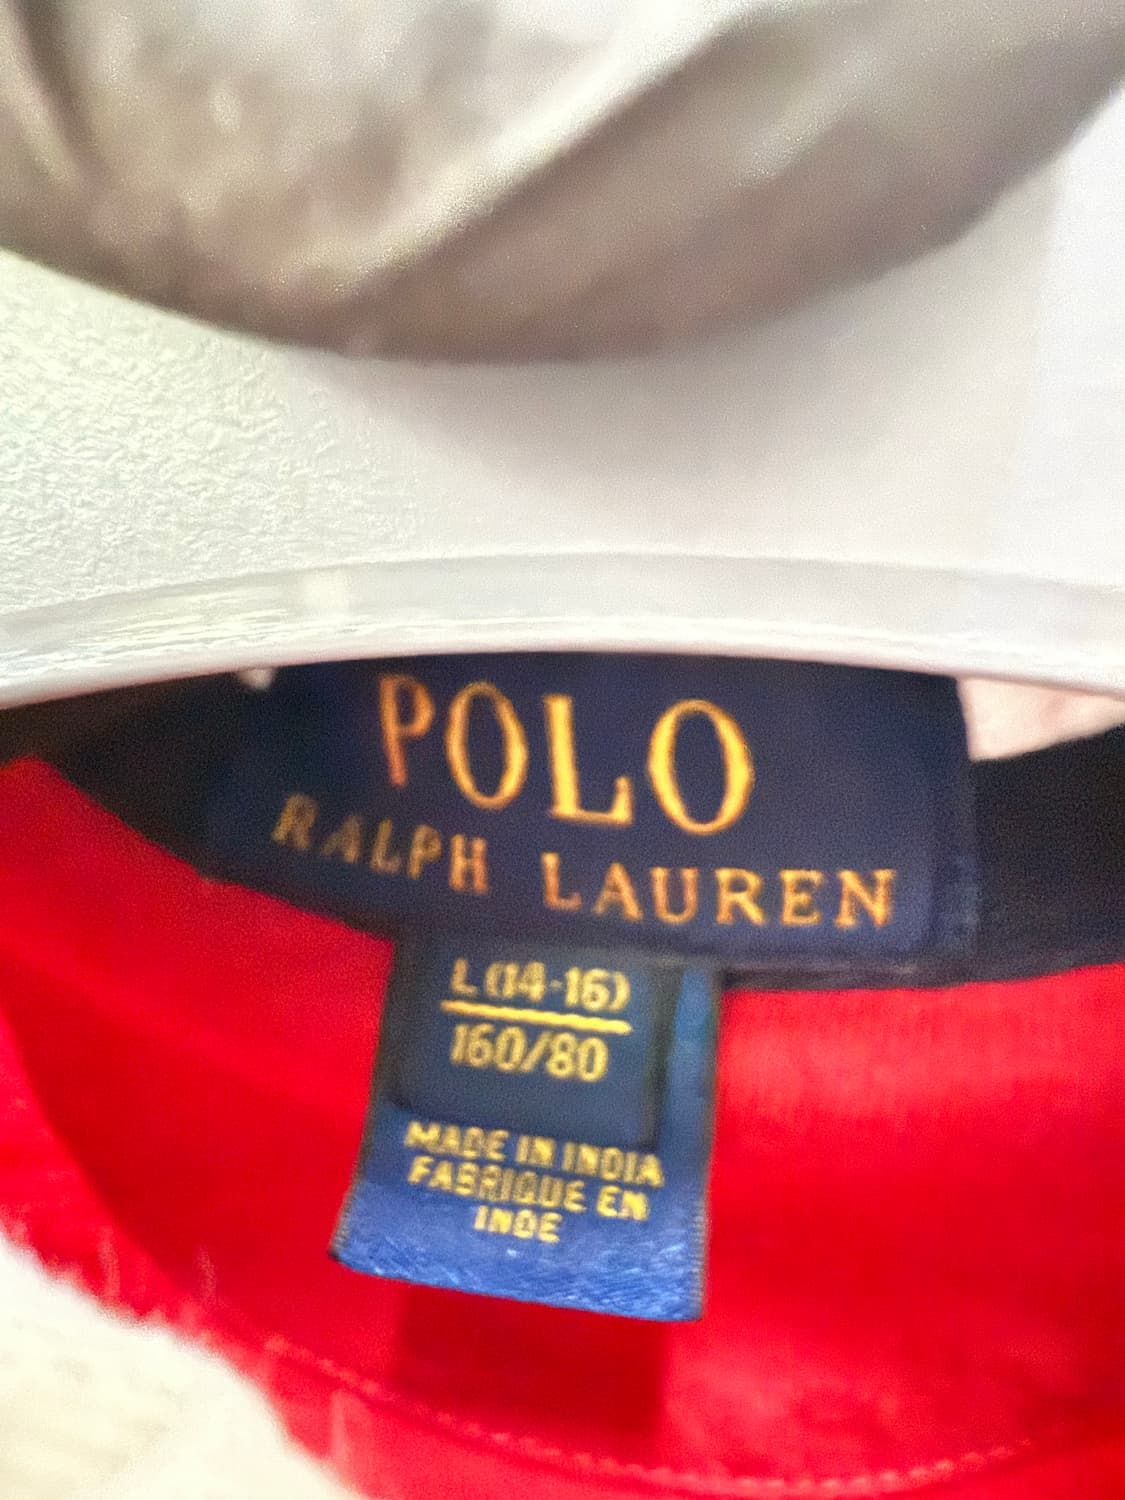 POLO
RALPH LAUREN
L (14-16)
160/80
MADE IN INDIA
FABRIQUE EN
INDE